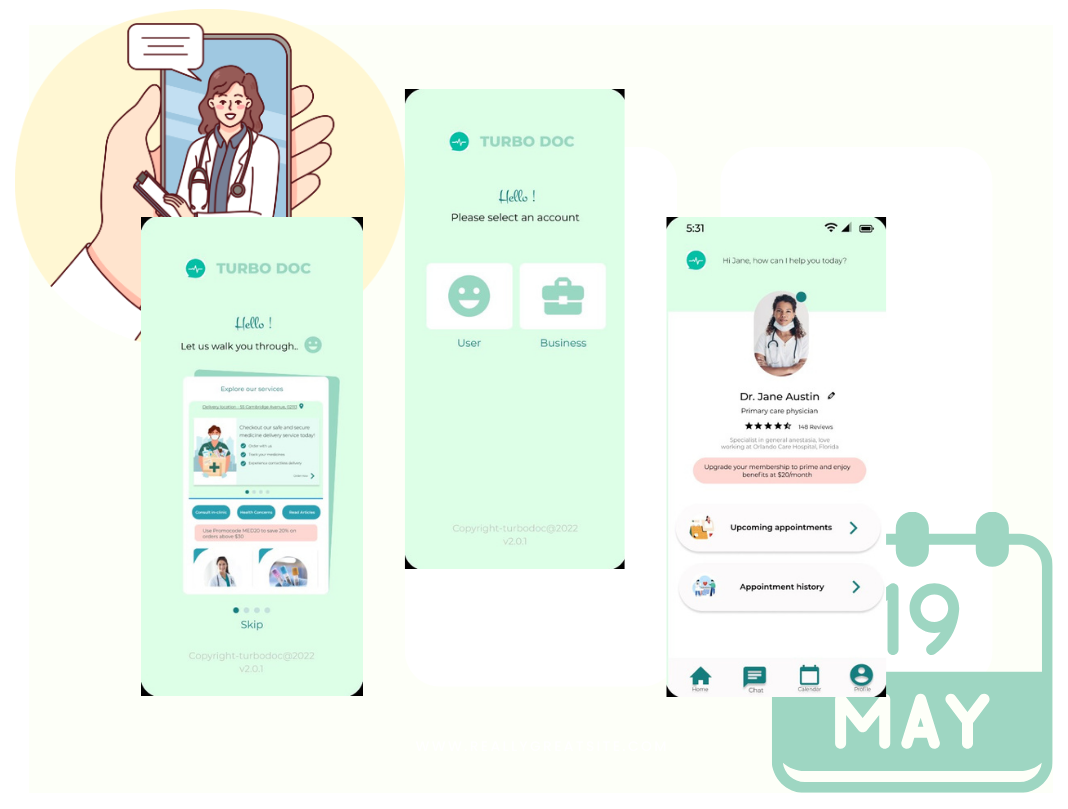 TURBO DOC
Hello !
Let us walk you through..
Explore our services
Delivery location - 50 Cambridge Avenue,
Checkout our safe and secure
medicine delivery service today!
Order with us
Track your medicines
Experience contactless delivery
Consult in-clinic
Health Concerns
Read Articles
Use Promocode MED20 to save 20% on
orders above $30
Skip
Copyright-turbodoc@2022
v2.0.1
TURBO DOC
Hello !
Please select an account
User
Business
Copyright-turbodoc@2022
v2.0.1
5:31
Hi Jane, how can I help you today?
Dr. Jane Austin
Primary care physician
148 Reviews
Specialist in general anestasia, love
working at Orlando Care Hospital, Florida
Upgrade your membership to prime and enjoy
benefits at $20/month
Upcoming appointments
Appointment history
Home
Chat
Calendar
Profile
19
MAY